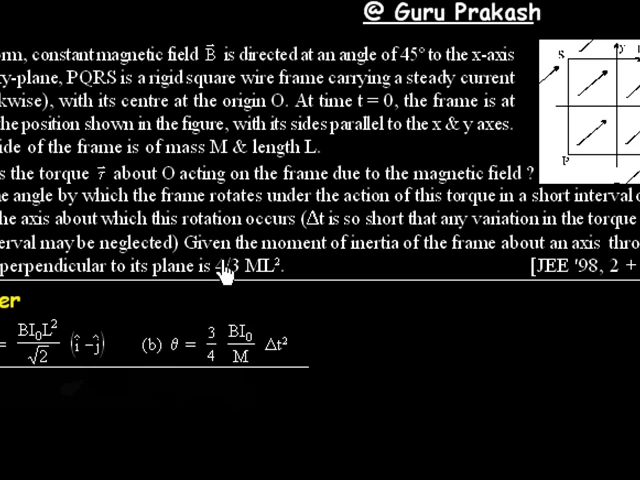 @ Guru Prakash
orm, constant magnetic field B⃗ is directed at an angle of 45° to the x-axis
y-plane, PQRS is a rigid square wire frame carrying a steady current
kwise), with its centre at the origin O. At time t = 0, the frame is at
the position shown in the figure, with its sides parallel to the x & y axes.
ide of the frame is of mass M & length L.
s the torque τ⃗ about O acting on the frame due to the magnetic field ?
he angle by which the frame rotates under the action of this torque in a short interval o
the axis about which this rotation occurs (Δt is so short that any variation in the torque
erval may be neglected) Given the moment of inertia of the frame about an axis thro
perpendicular to its plane is 4/3 ML².
[JEE '98, 2 +
S
y
P
er
= BI₀L²/√2 (î – ĵ) (b) θ = 3/4 BI₀/M Δt²